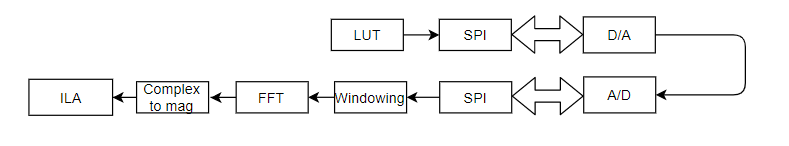 LUT
SPI
D/A
ILA
Complex
to mag
FFT
Windowing
SPI
A/D